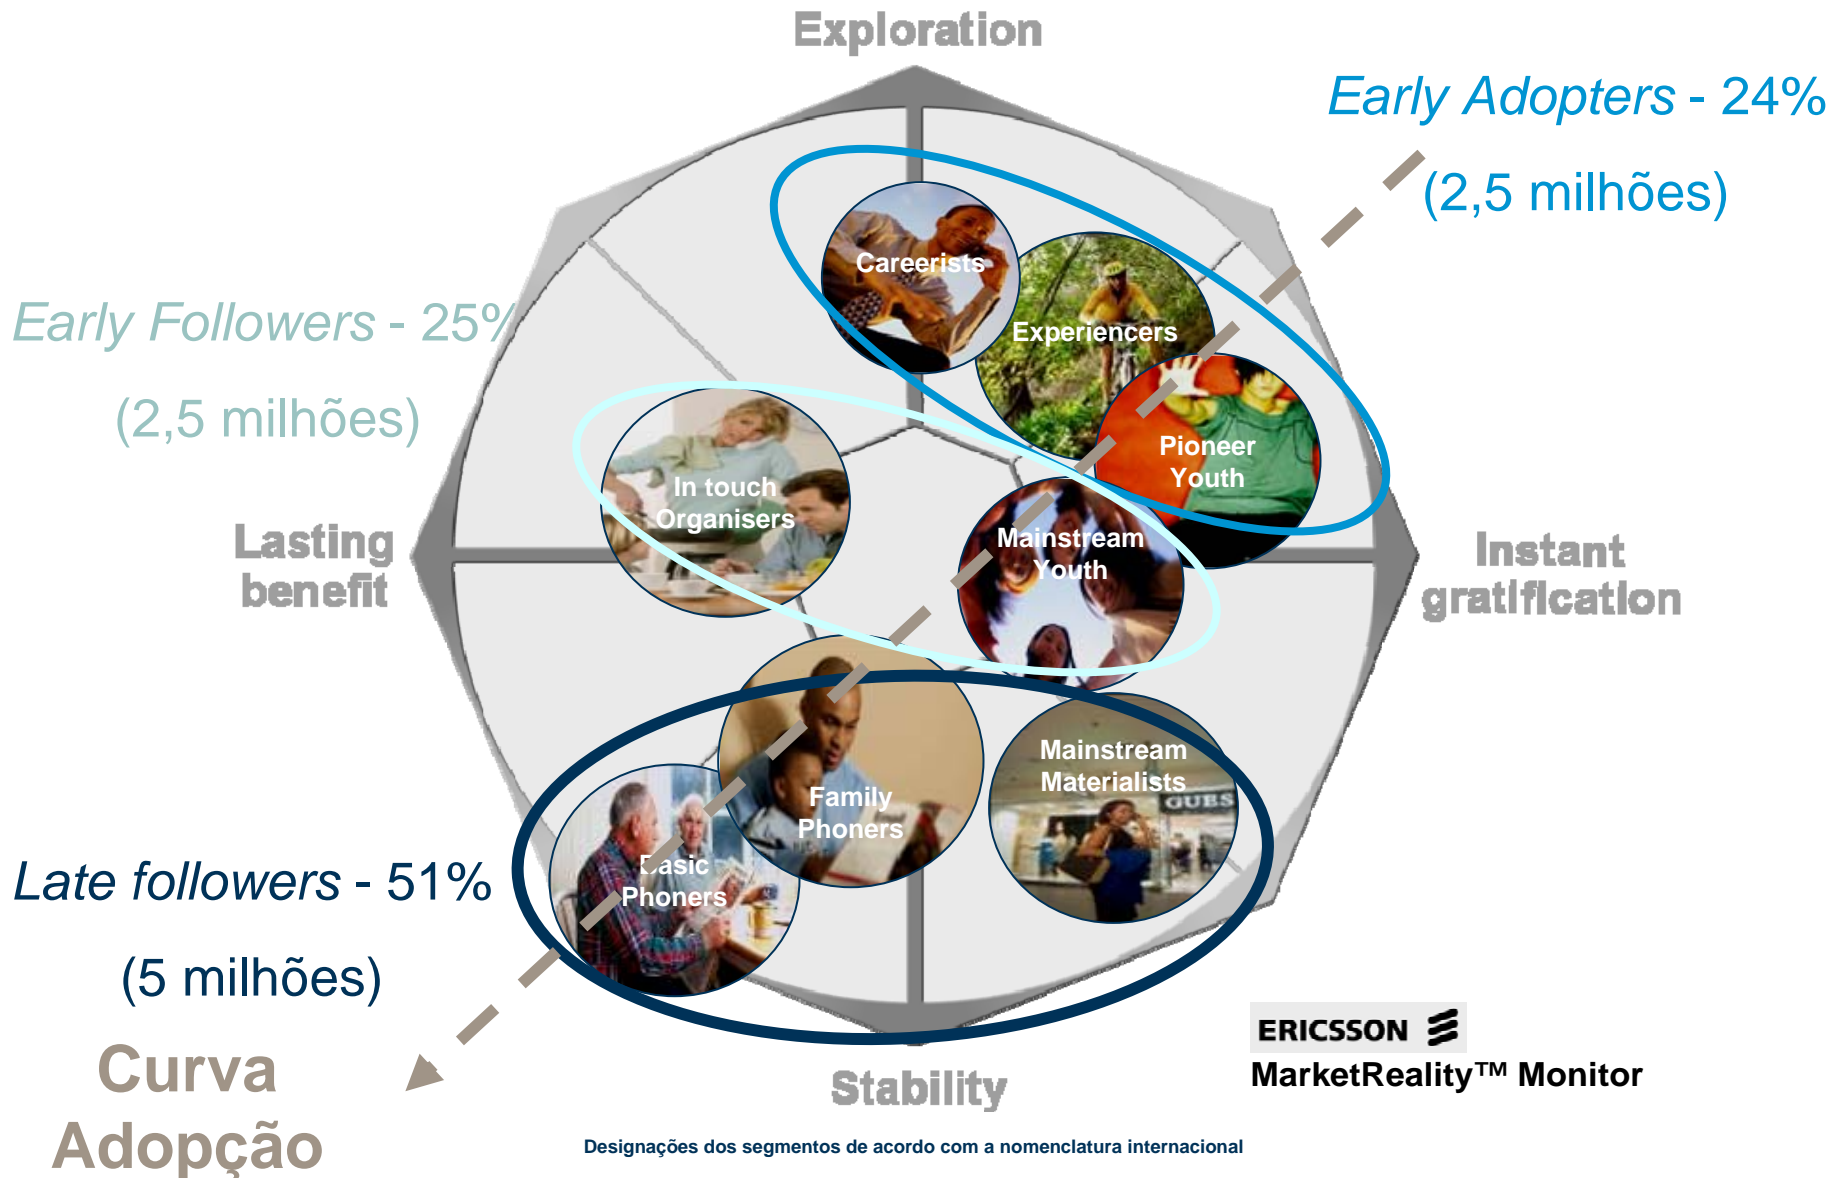 Exploration
Early Adopters - 24%
(2,5 milhões)
Careerists
Experiencers
Early Followers - 25%
(2,5 milhões)
Pioneer
Youth
In touch
Organisers
Mainstream
Youth
Lasting
benefit
Instant
gratification
Mainstream
Materialists
GUBS
Family
Phoners
Basic
Phoners
Late followers - 51%
(5 milhões)
Curva
Adopção
Stability
ERICSSON
MarketReality™ Monitor
Designações dos segmentos de acordo com a nomenclatura internacional